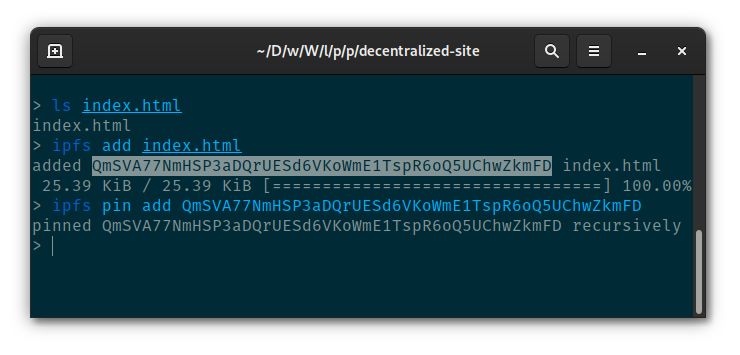 ~/D/w/W/l/p/p/decentralized-site
> ls index.html
index.html
> ipfs add index.html
added QmSVA77NmHSP3aDQrUESd6VKoWmE1TspR6oQ5UChwZkmFD index.html
25.39 KiB / 25.39 KiB [=================================] 100.00%
> ipfs pin add QmSVA77NmHSP3aDQrUESd6VKoWmE1TspR6oQ5UChwZkmFD
pinned QmSVA77NmHSP3aDQrUESd6VKoWmE1TspR6oQ5UChwZkmFD recursively
>